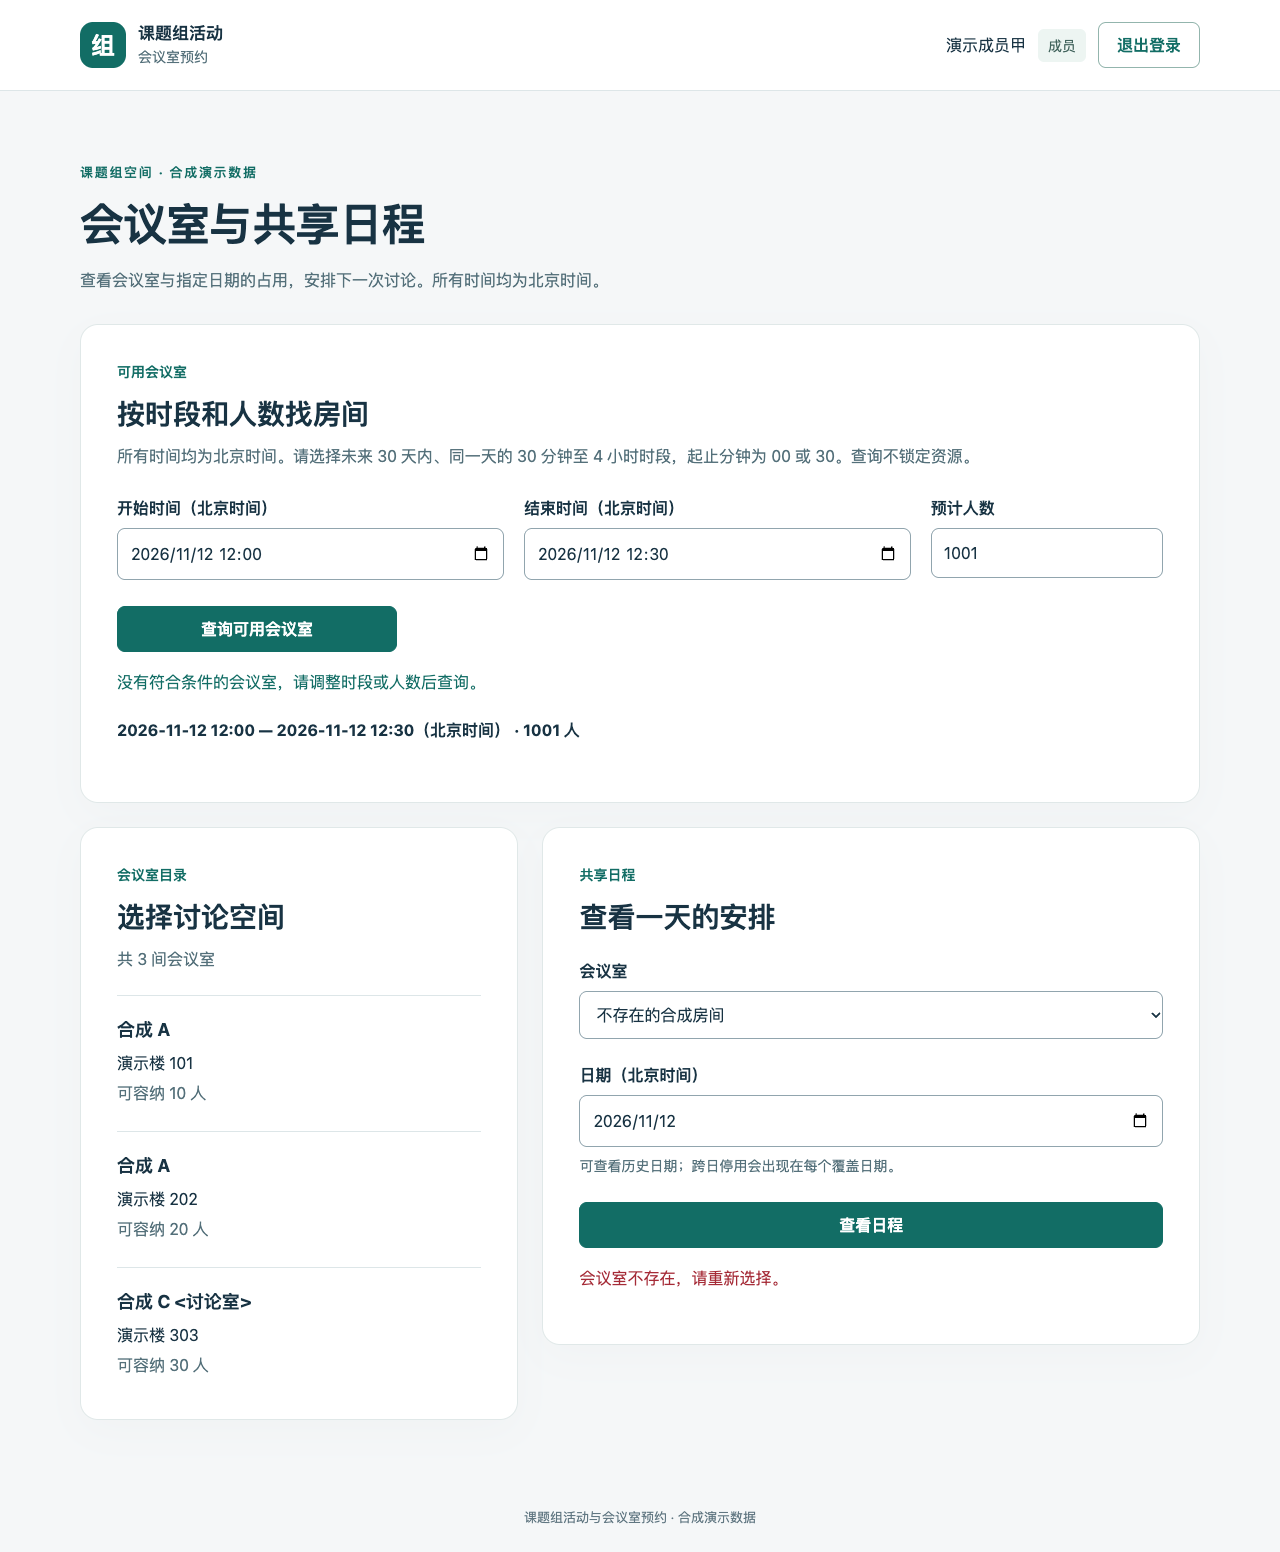 组
课题组活动
会议室预约
演示成员甲
成员
退出登录
课题组空间 · 合成演示数据
会议室与共享日程
查看会议室与指定日期的占用，安排下一次讨论。所有时间均为北京时间。
可用会议室
按时段和人数找房间
所有时间均为北京时间。请选择未来 30 天内、同一天的 30 分钟至 4 小时时段，起止分钟为 00 或 30。查询不锁定资源。
开始时间（北京时间）
2026/11/12 12:00
结束时间（北京时间）
2026/11/12 12:30
预计人数
1001
查询可用会议室
没有符合条件的会议室，请调整时段或人数后查询。
2026-11-12 12:00 — 2026-11-12 12:30（北京时间） · 1001 人
会议室目录
选择讨论空间
共 3 间会议室
合成 A
演示楼 101
可容纳 10 人
合成 A
演示楼 202
可容纳 20 人
合成 C <讨论室>
演示楼 303
可容纳 30 人
共享日程
查看一天的安排
会议室
不存在的合成房间
日期（北京时间）
2026/11/12
可查看历史日期；跨日停用会出现在每个覆盖日期。
查看日程
会议室不存在，请重新选择。
课题组活动与会议室预约 · 合成演示数据